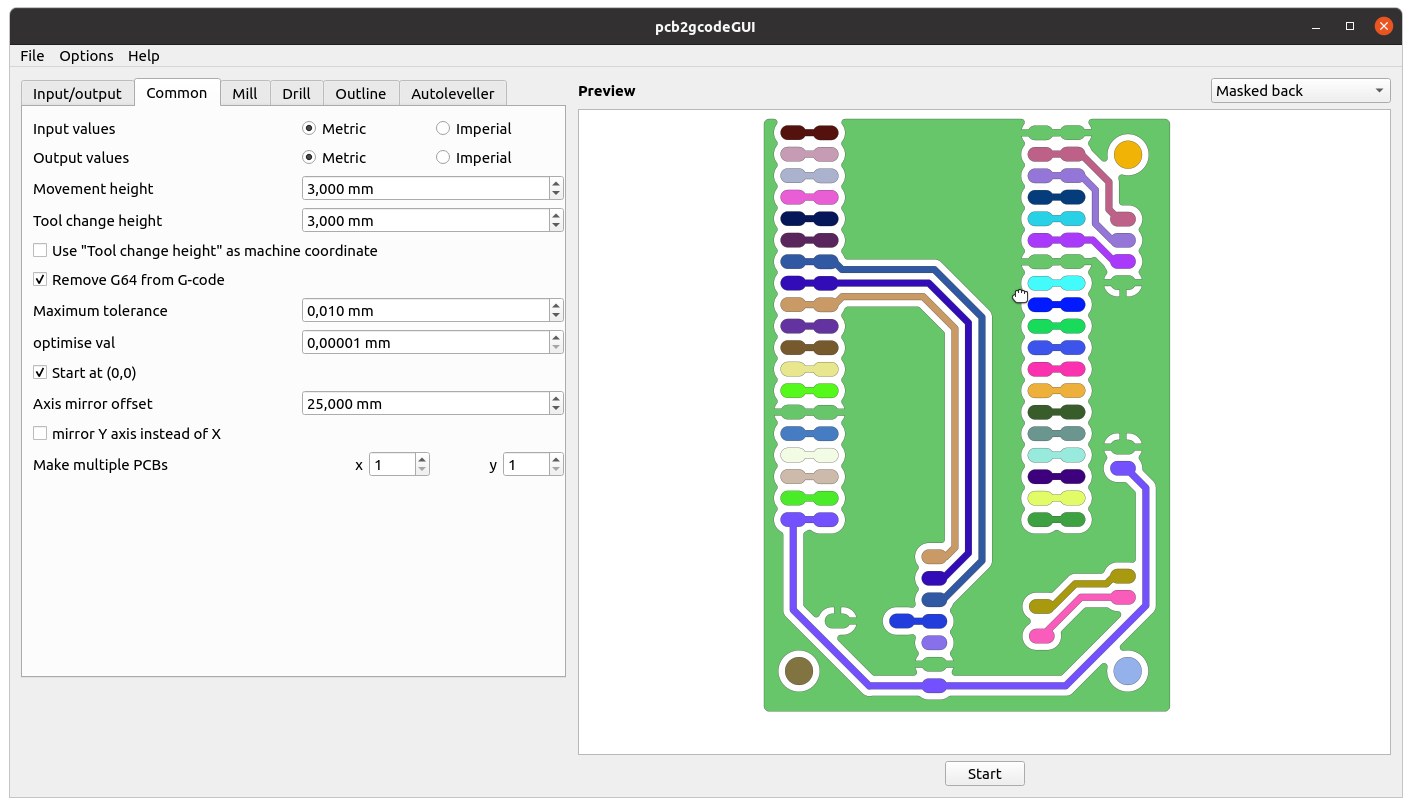 pcb2gcodeGUI
File Options Help
Input/output Common Mill Drill Outline Autoleveller
Preview Masked back
Input values Metric Imperial
Output values Metric Imperial
Movement height 3,000 mm
Tool change height 3,000 mm
Use "Tool change height" as machine coordinate
Remove G64 from G-code
Maximum tolerance 0,010 mm
optimise val 0,00001 mm
Start at (0,0)
Axis mirror offset 25,000 mm
mirror Y axis instead of X
Make multiple PCBs x 1 y 1
Start